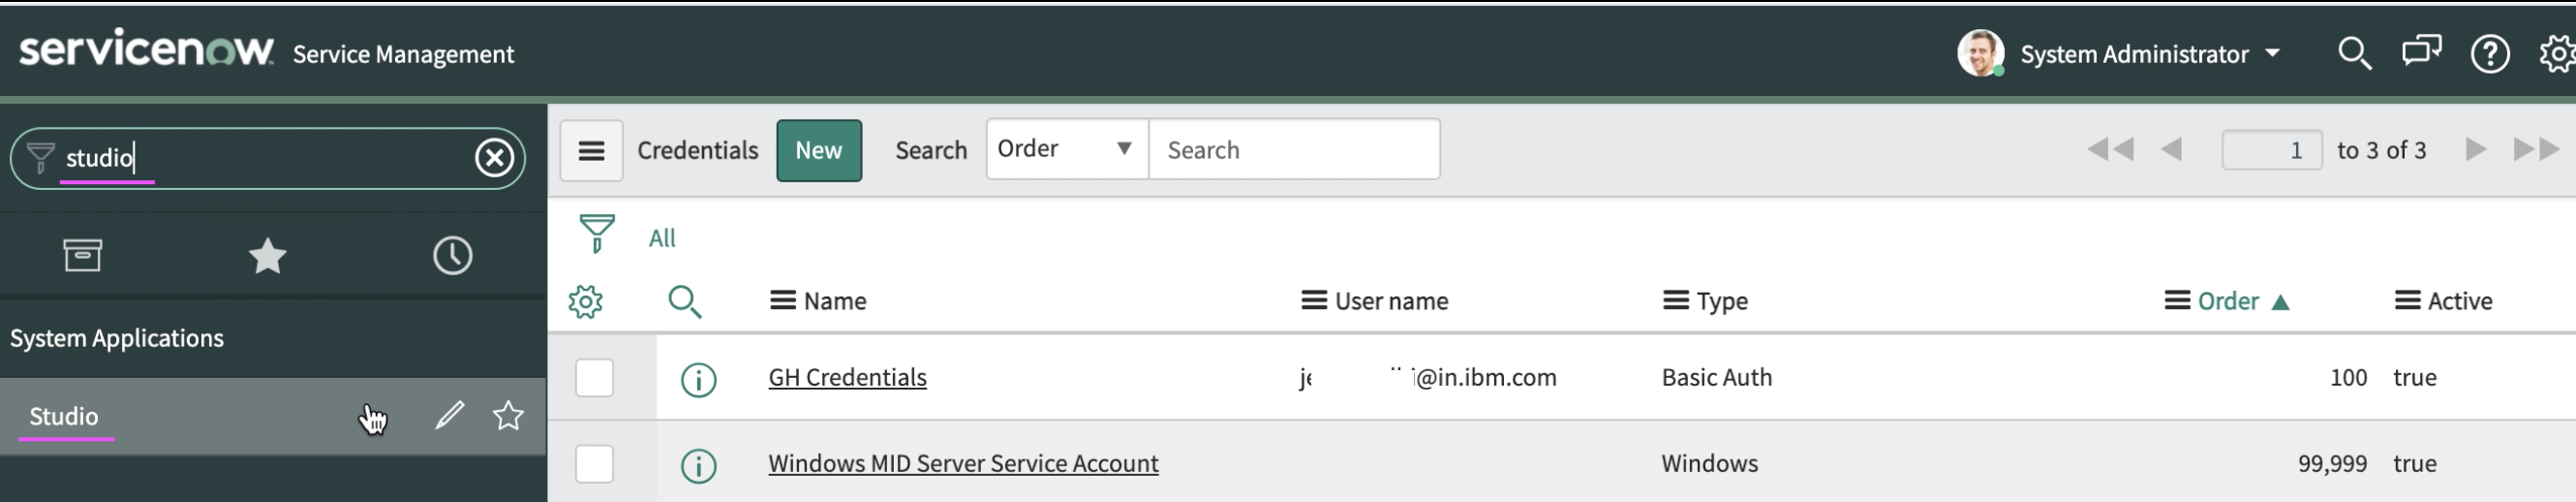 servicenow Service Management System Administrator
studio
Credentials New Search Order Search 1 to 3 of 3
All
Name User name Type Order Active
System Applications
GH Credentials @in.ibm.com Basic Auth 100 true
Studio
Windows MID Server Service Account Windows 99,999 true